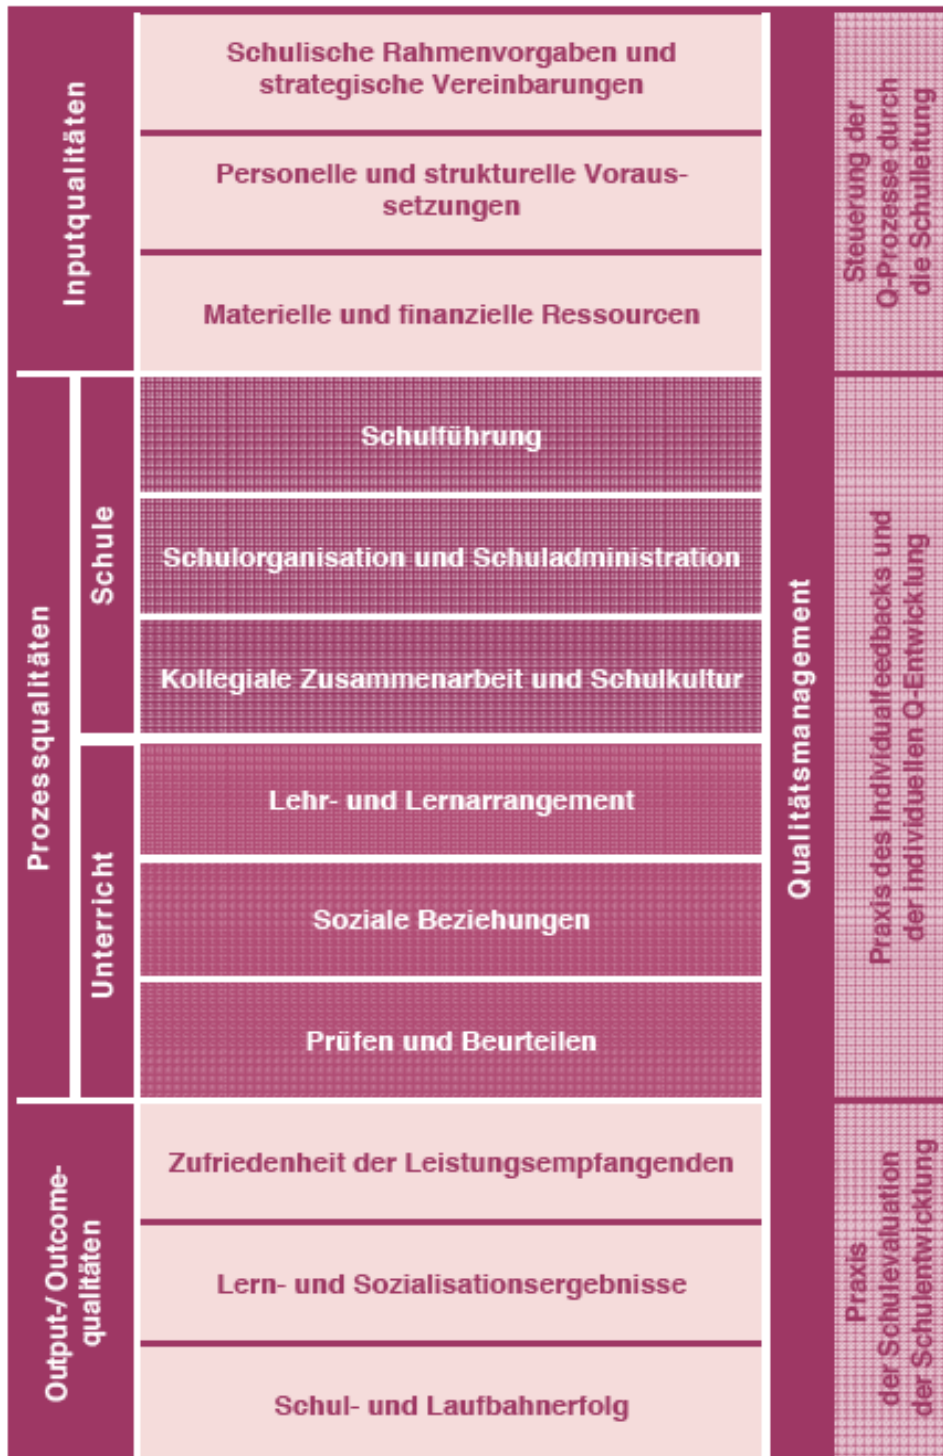 Inputqualitäten
Schulische Rahmenvorgaben und
strategische Vereinbarungen
Personelle und strukturelle Voraus-
setzungen
Materielle und finanzielle Ressourcen
Prozessqualitäten
Schule
Schulführung
Schulorganisation und Schuladministration
Kollegiale Zusammenarbeit und Schulkultur
Unterricht
Lehr- und Lernarrangement
Soziale Beziehungen
Prüfen und Beurteilen
Output-/ Outcome-
qualitäten
Zufriedenheit der Leistungsempfangenden
Lern- und Sozialisationsergebnisse
Schul- und Laufbahnerfolg
Qualitätsmanagement
Steuerung der
Q-Prozesse durch
die Schulleitung
Praxis des Individualfeedbacks und
der individuellen Q-Entwicklung
Praxis
der Schulevaluation
der Schulentwicklung